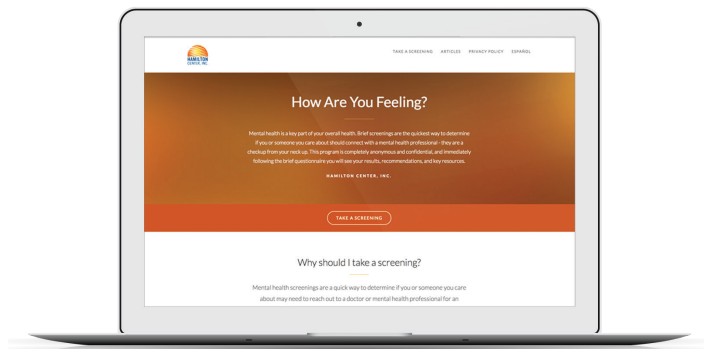 HAMILTON
CENTER, INC.
TAKE A SCREENING ARTICLES PRIVACY POLICY ESPAÑOL
How Are You Feeling?
Mental health is a key part of your overall health. Brief screenings are the quickest way to determine
if you or someone you care about should connect with a mental health professional - they are a
checkup from your neck up. This program is completely anonymous and confidential, and immediately
following the brief questionnaire you will see your results, recommendations, and key resources.
HAMILTON CENTER, INC.
TAKE A SCREENING
Why should I take a screening?
Mental health screenings are a quick way to determine if you or someone you care
about may need to reach out to a doctor or mental health professional for an